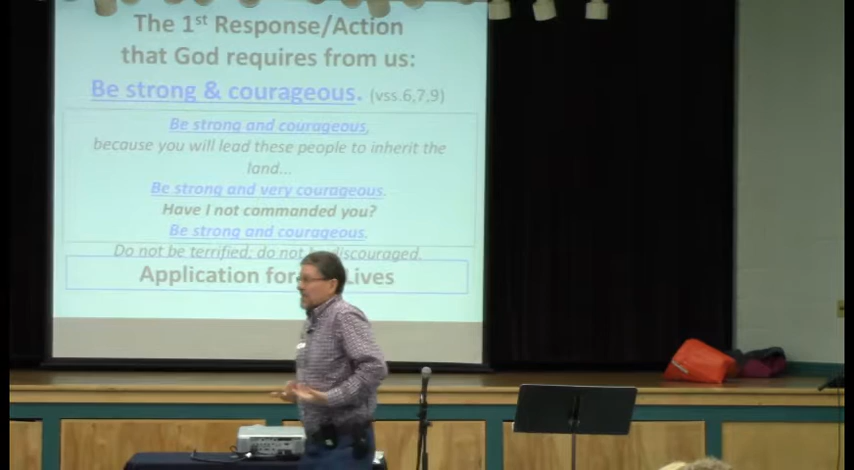 The 1st Response/Action
that God requires from us:
Be strong & courageous. (vss.6,7,9)
Be strong and courageous,
because you will lead these people to inherit the
land...
Be strong and very courageous.
Have I not commanded you?
Be strong and courageous.
Do not be terrified; do not be discouraged.
Application for Lives